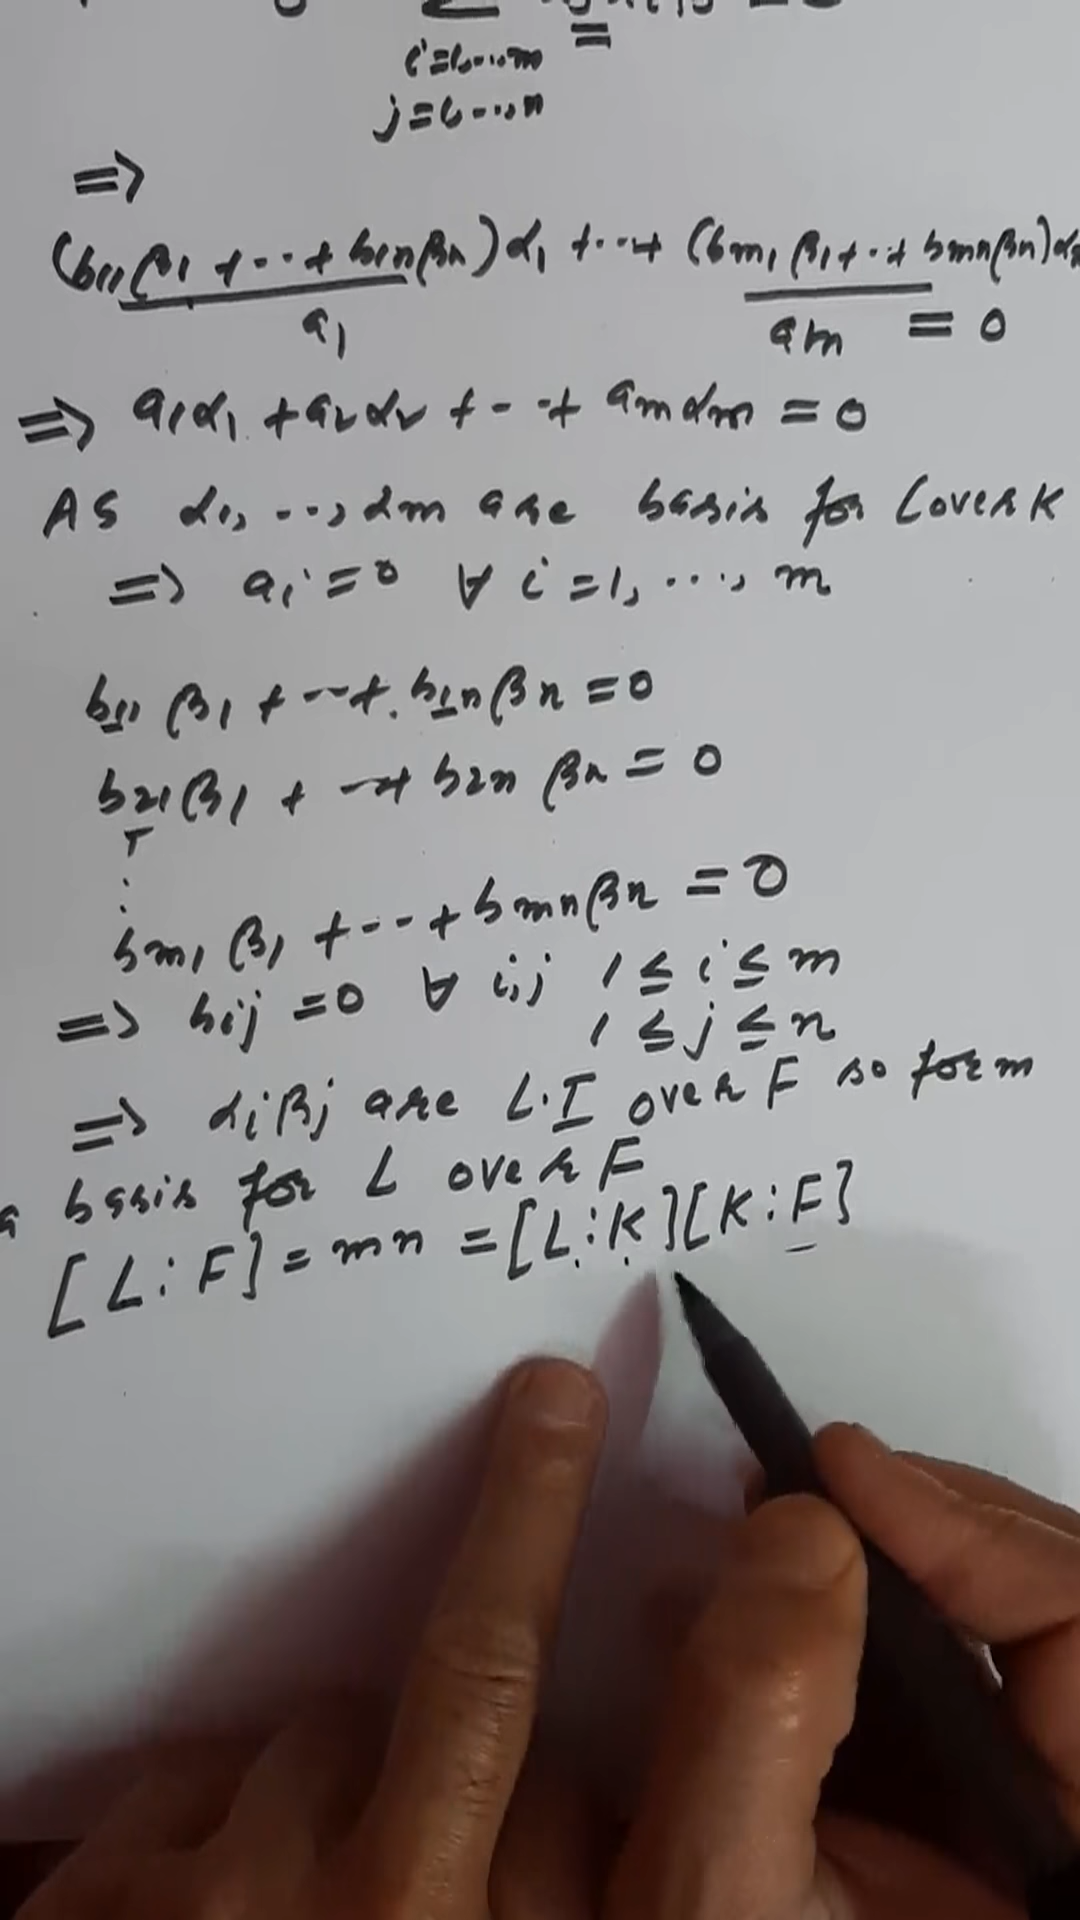 i=1,...,m =
j=1,...,n
=>
(b11β1 + ... + b1nβn)α1 + ... + (bm1β1 + ... + bmnβn)α
a1 am = 0
=> a1α1 + a2α2 + ... + amαm = 0
As α1, ..., αm are basis for L over K
=> ai = 0 ∀ i = 1, ..., m
b11β1 + ... + b1nβn = 0
b21β1 + ... + b2nβn = 0
⋮
bm1β1 + ... + bmnβn = 0
=> bij = 0 ∀ i,j 1 ≤ i ≤ m
1 ≤ j ≤ n
=> αiβj are L.I over F so form
a basis for L over F
[L:F] = mn = [L:K][K:F]